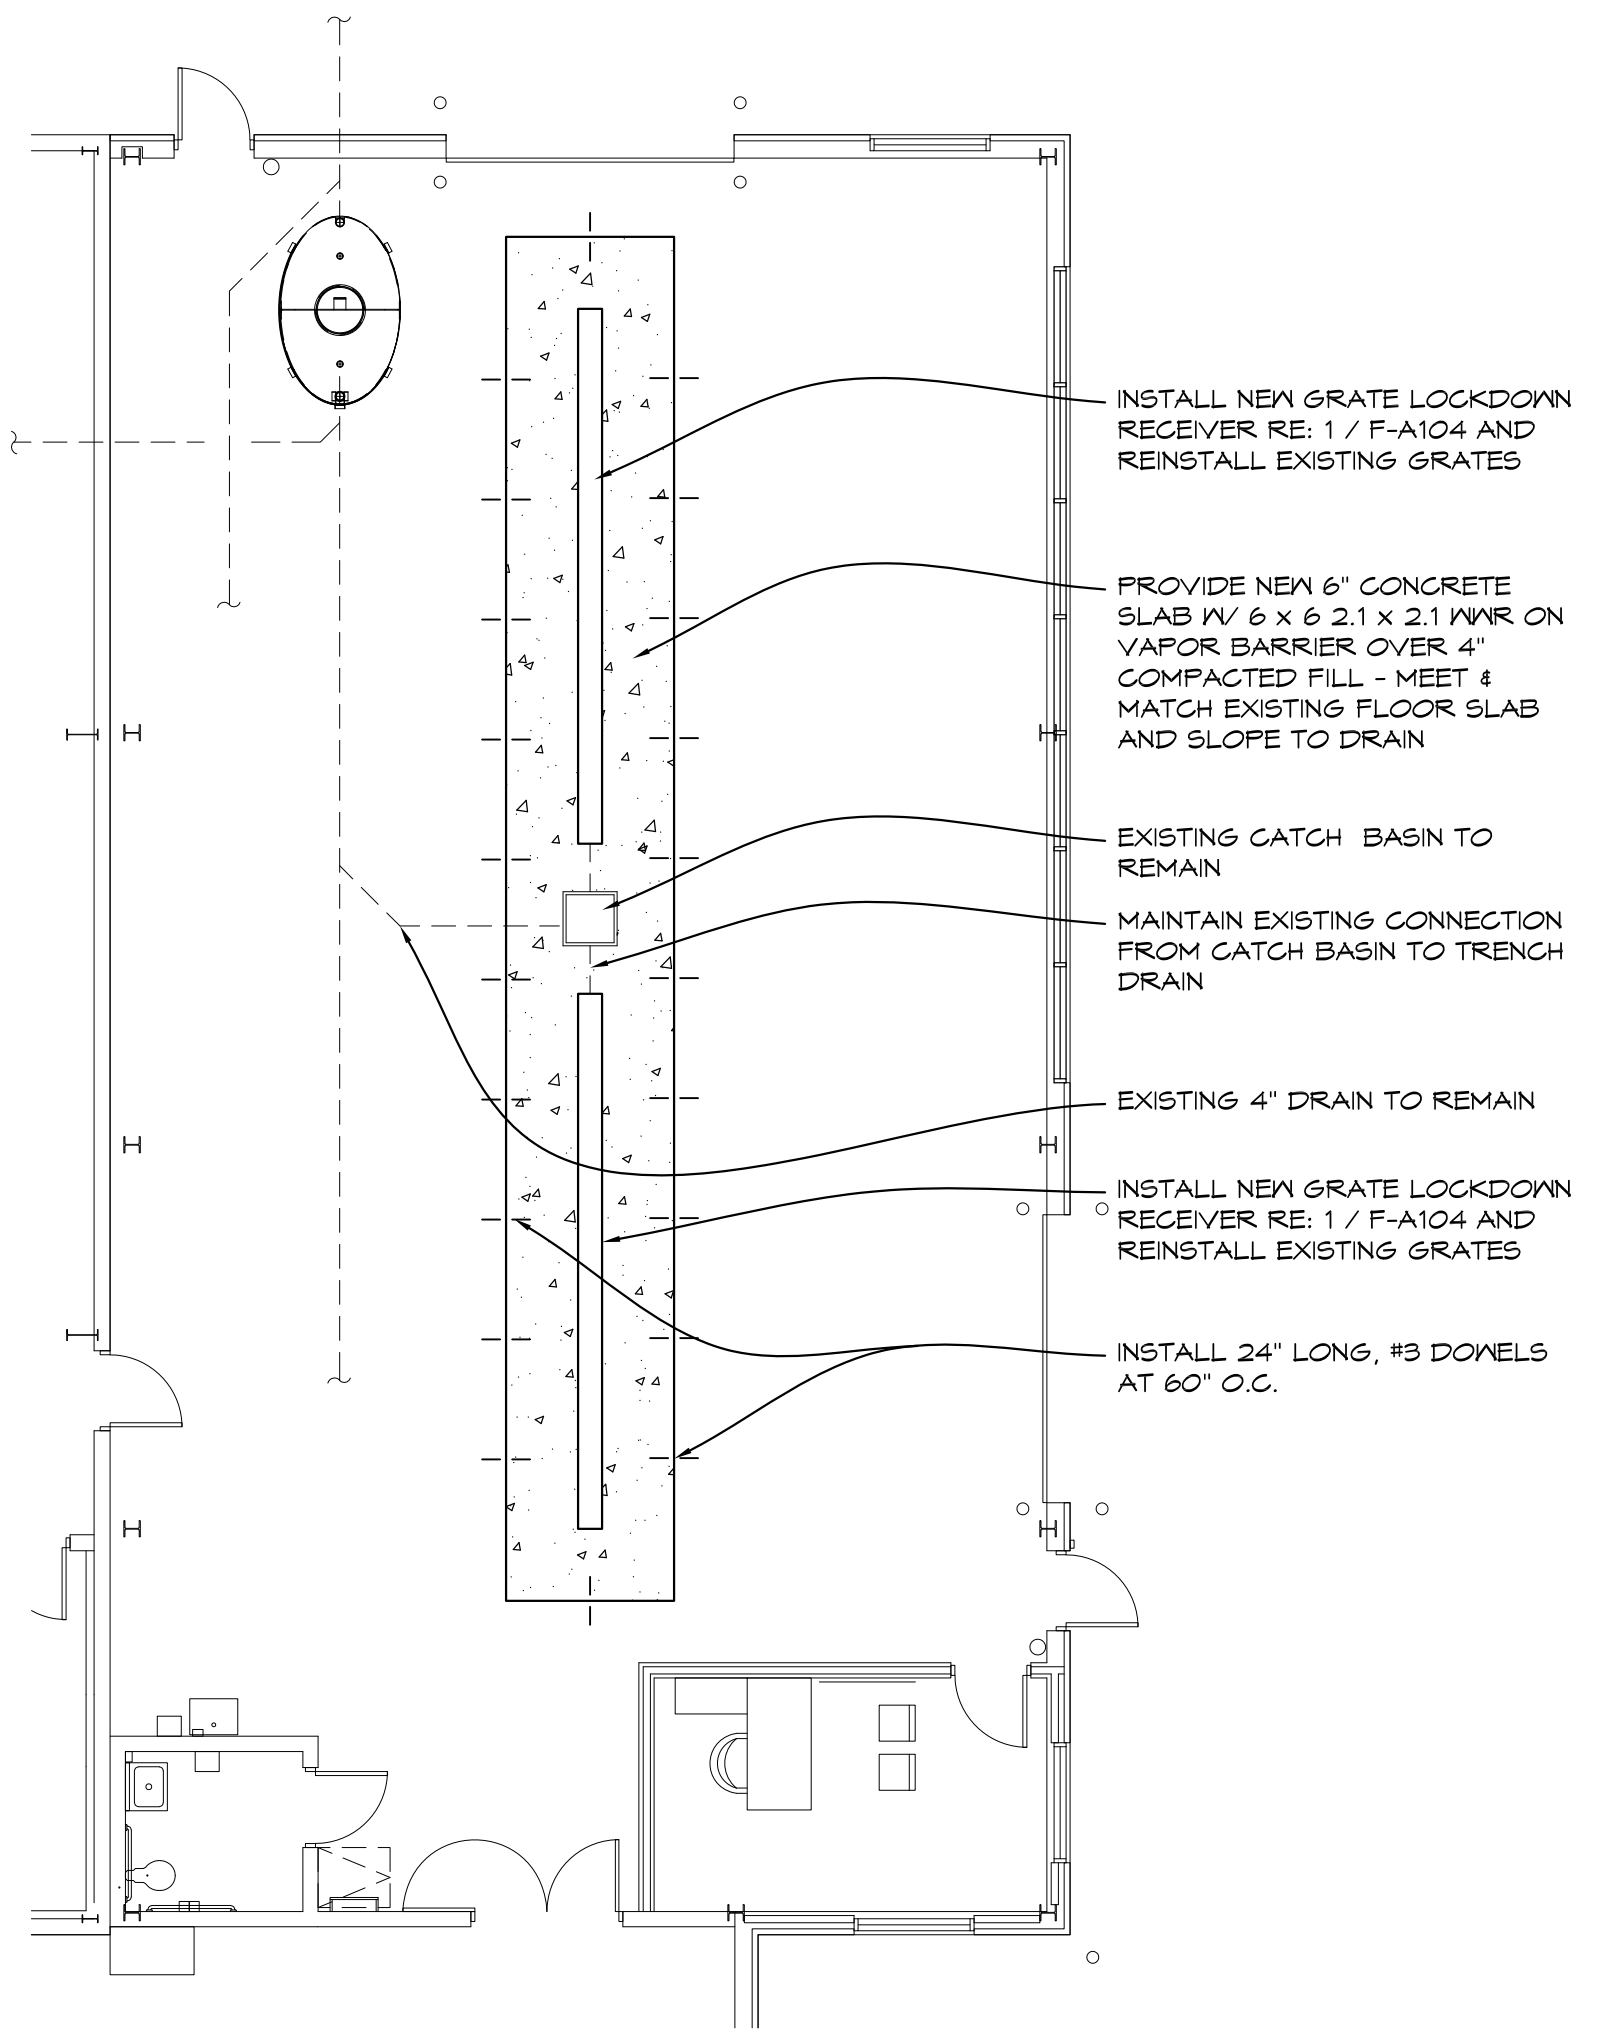 INSTALL NEW GRATE LOCKDOWN
RECEIVER RE: 1 / F-A104 AND
REINSTALL EXISTING GRATES
PROVIDE NEW 6" CONCRETE
SLAB W/ 6 x 6 2.1 x 2.1 WWR ON
VAPOR BARRIER OVER 4"
COMPACTED FILL - MEET &
MATCH EXISTING FLOOR SLAB
AND SLOPE TO DRAIN
EXISTING CATCH BASIN TO
REMAIN
MAINTAIN EXISTING CONNECTION
FROM CATCH BASIN TO TRENCH
DRAIN
EXISTING 4" DRAIN TO REMAIN
INSTALL NEW GRATE LOCKDOWN
RECEIVER RE: 1 / F-A104 AND
REINSTALL EXISTING GRATES
INSTALL 24" LONG, #3 DOWELS
AT 60" O.C.